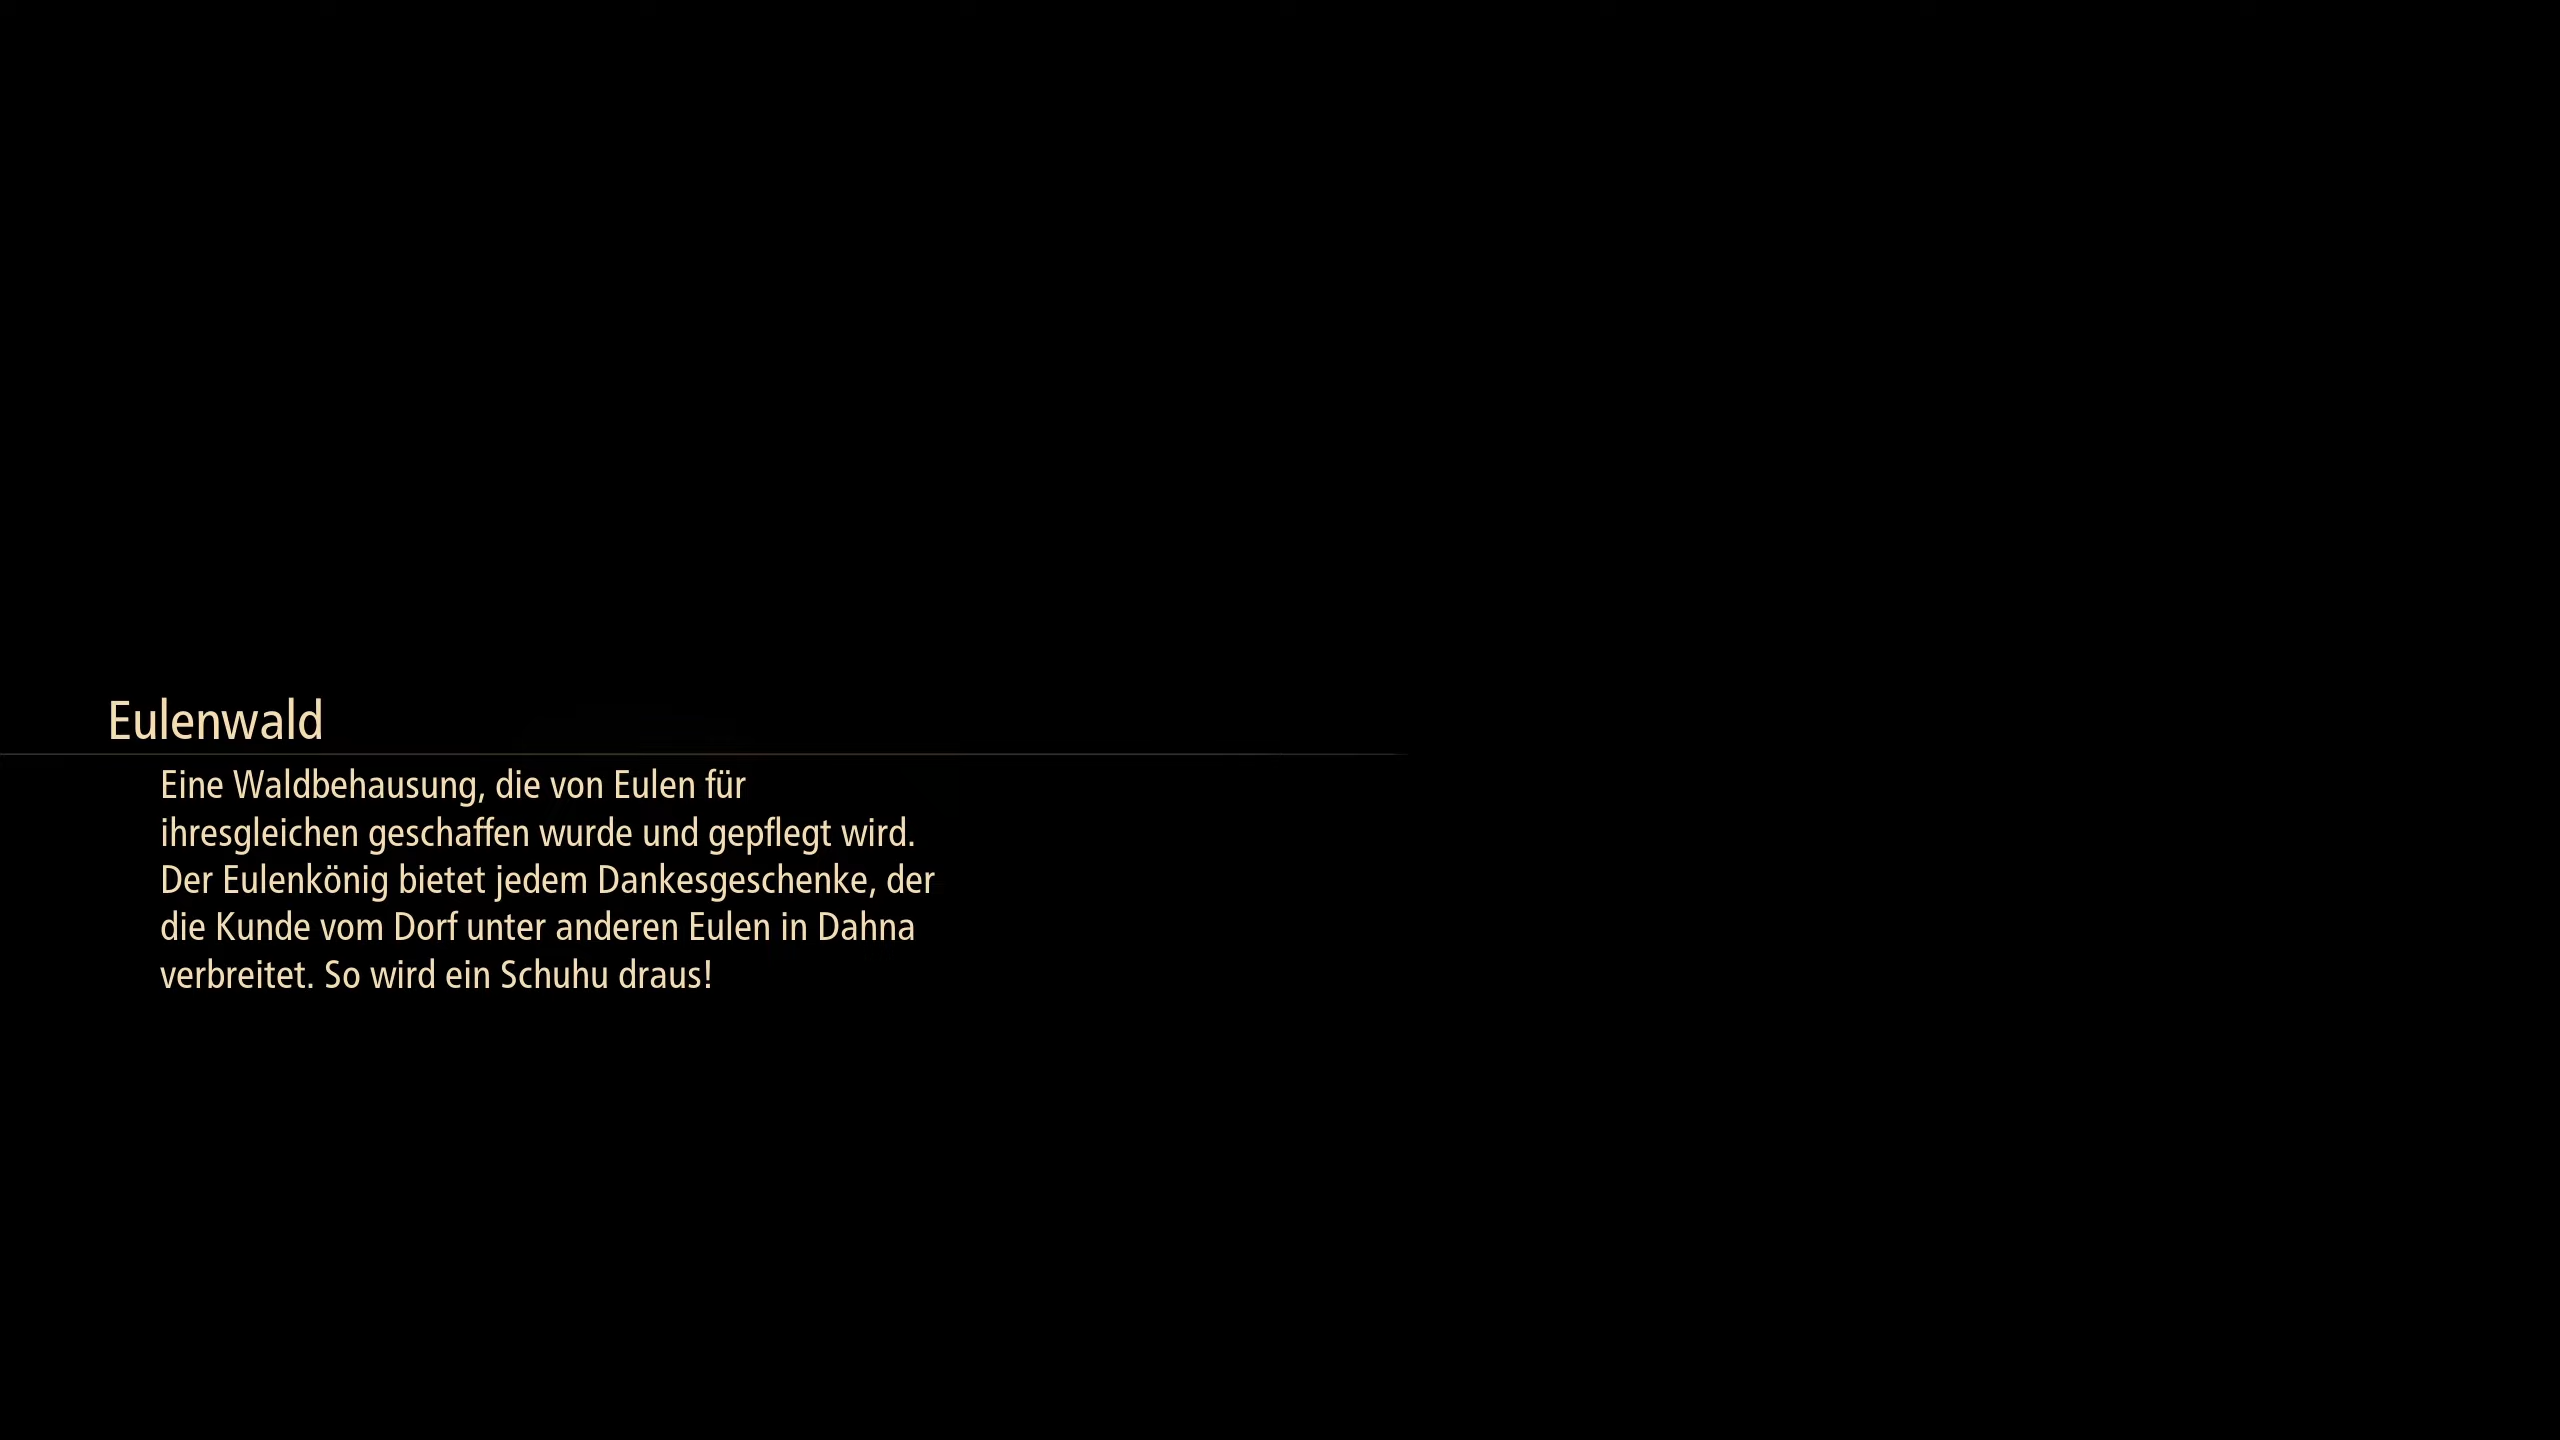 Eulenwald
Eine Waldbehausung, die von Eulen für
ihresgleichen geschaffen wurde und gepflegt wird.
Der Eulenkönig bietet jedem Dankesgeschenke, der
die Kunde vom Dorf unter anderen Eulen in Dahna
verbreitet. So wird ein Schuhu draus!